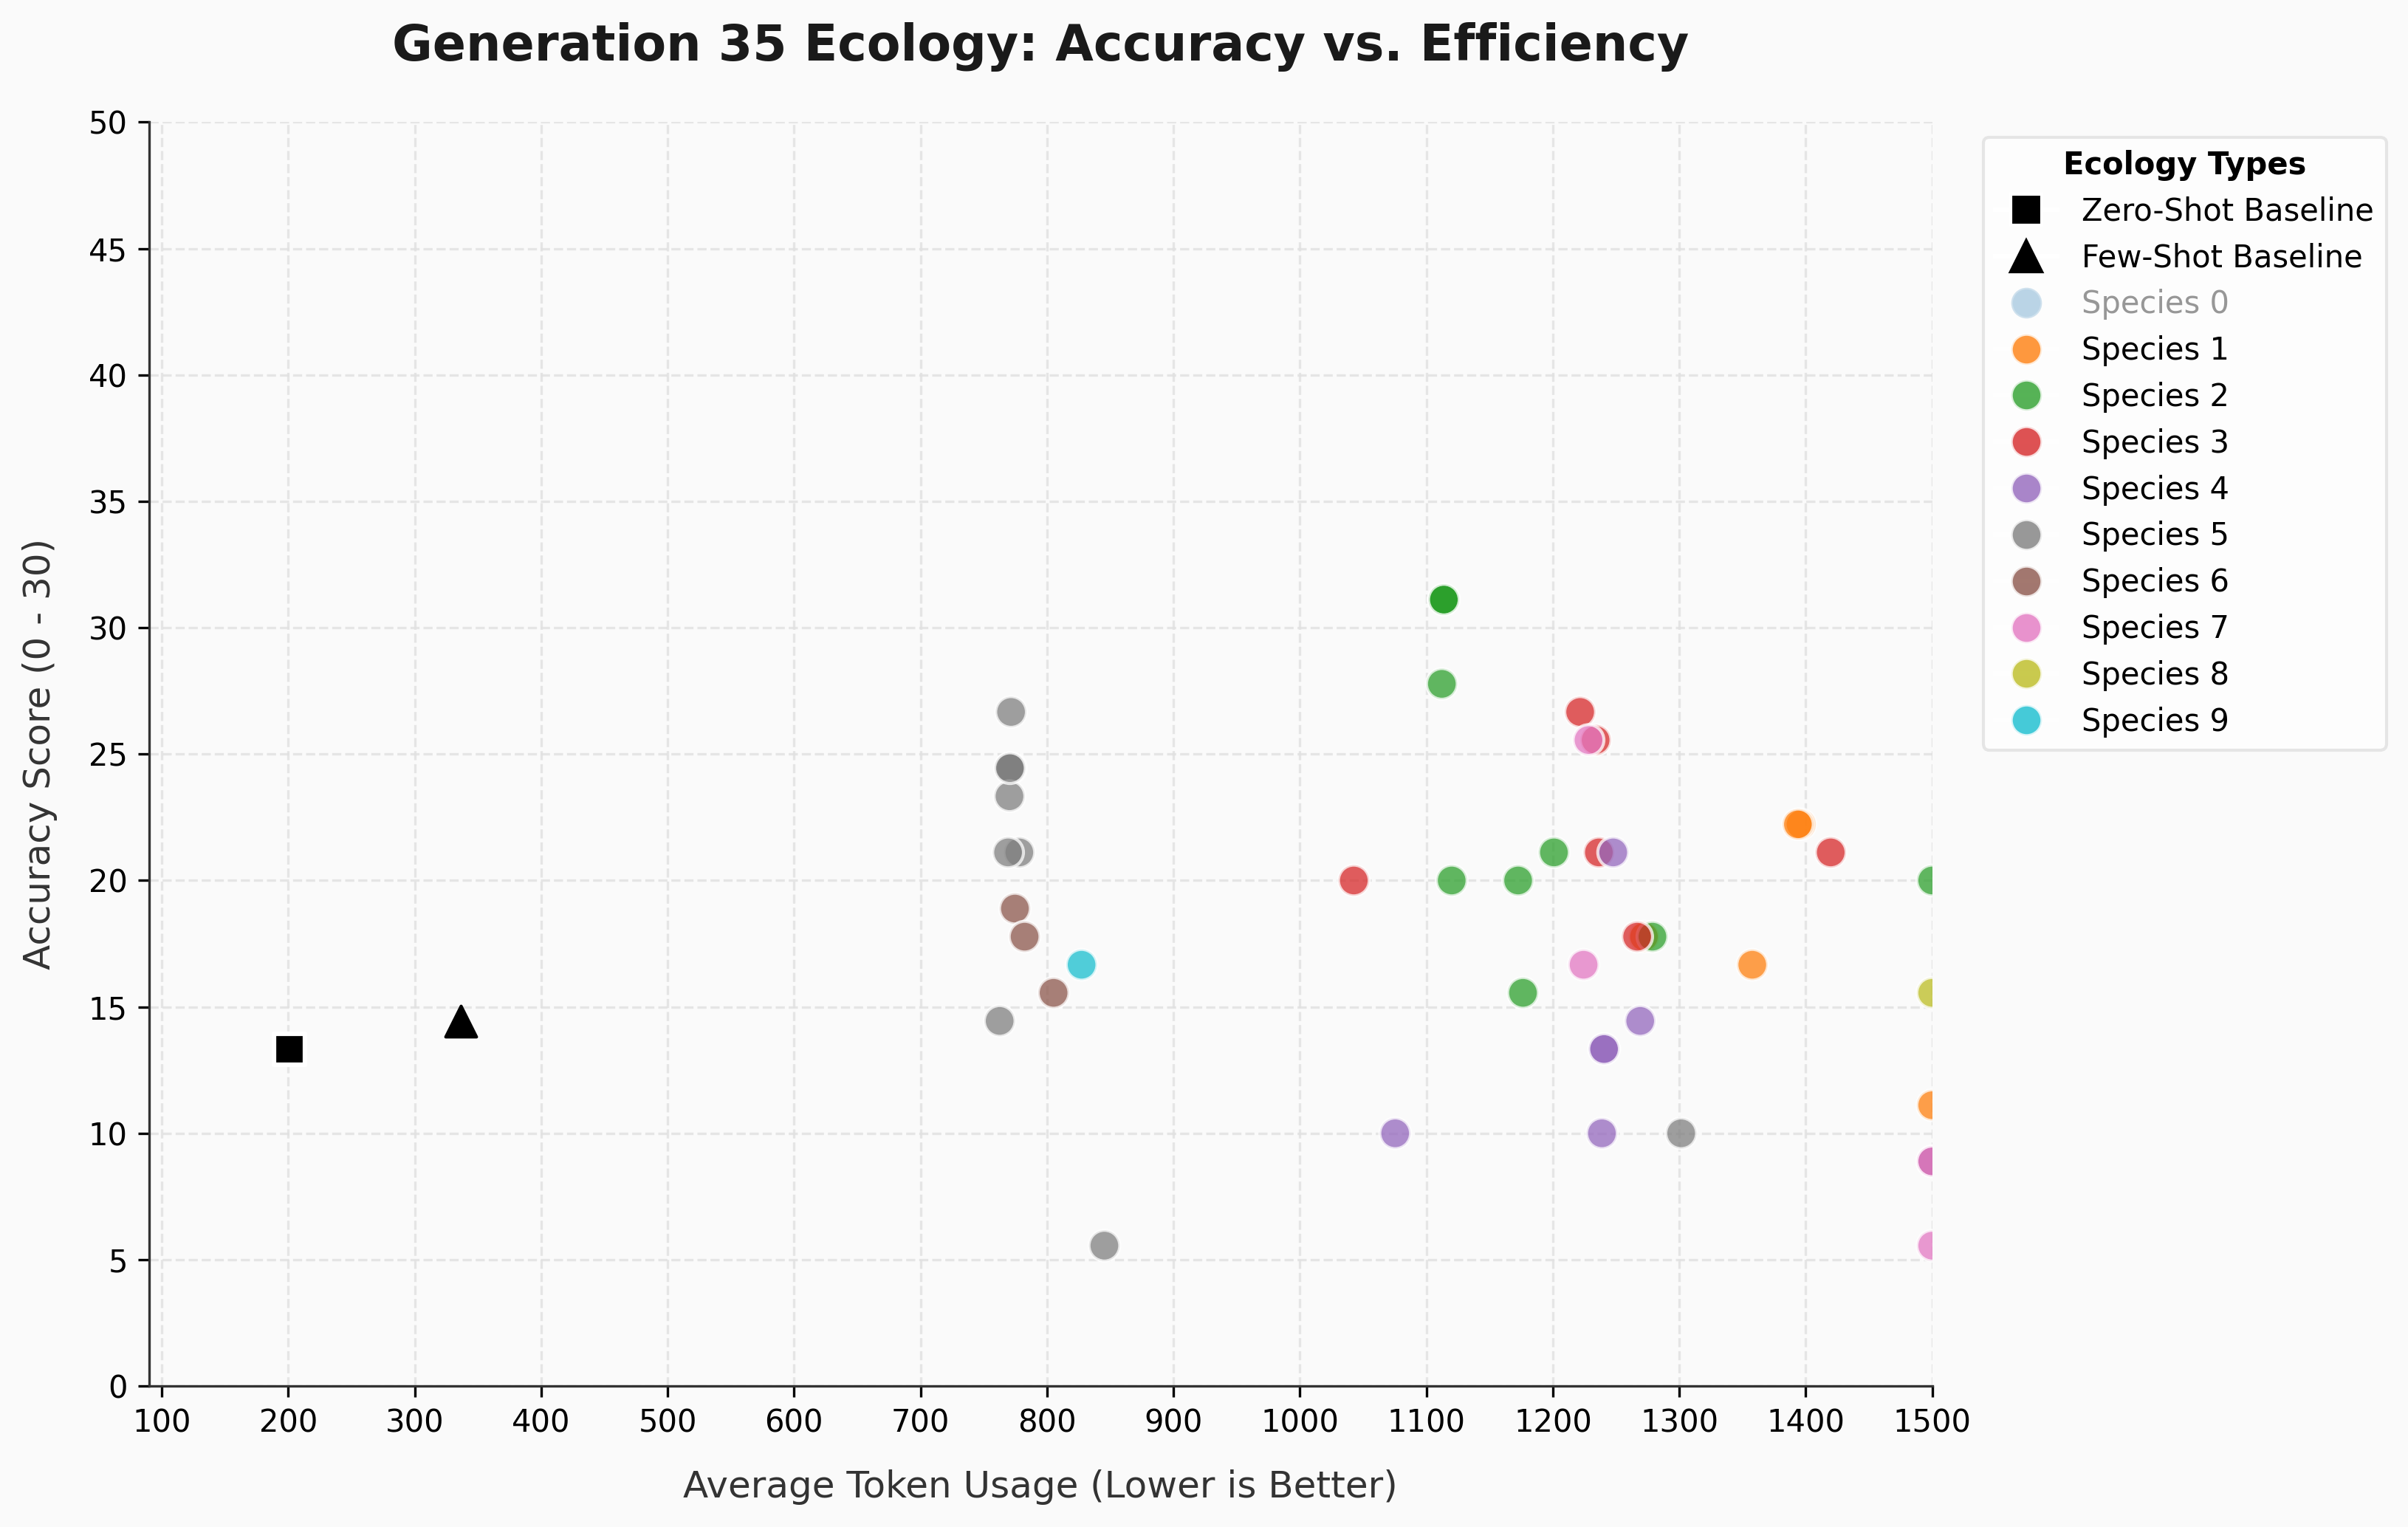 Generation 35 Ecology: Accuracy vs. Efficiency
50
45
40
35
30
25
20
15
10
5
0
Accuracy Score (0 - 30)
100 200 300 400 500 600 700 800 900 1000 1100 1200 1300 1400 1500
Average Token Usage (Lower is Better)
Ecology Types
Zero-Shot Baseline
Few-Shot Baseline
Species 0
Species 1
Species 2
Species 3
Species 4
Species 5
Species 6
Species 7
Species 8
Species 9